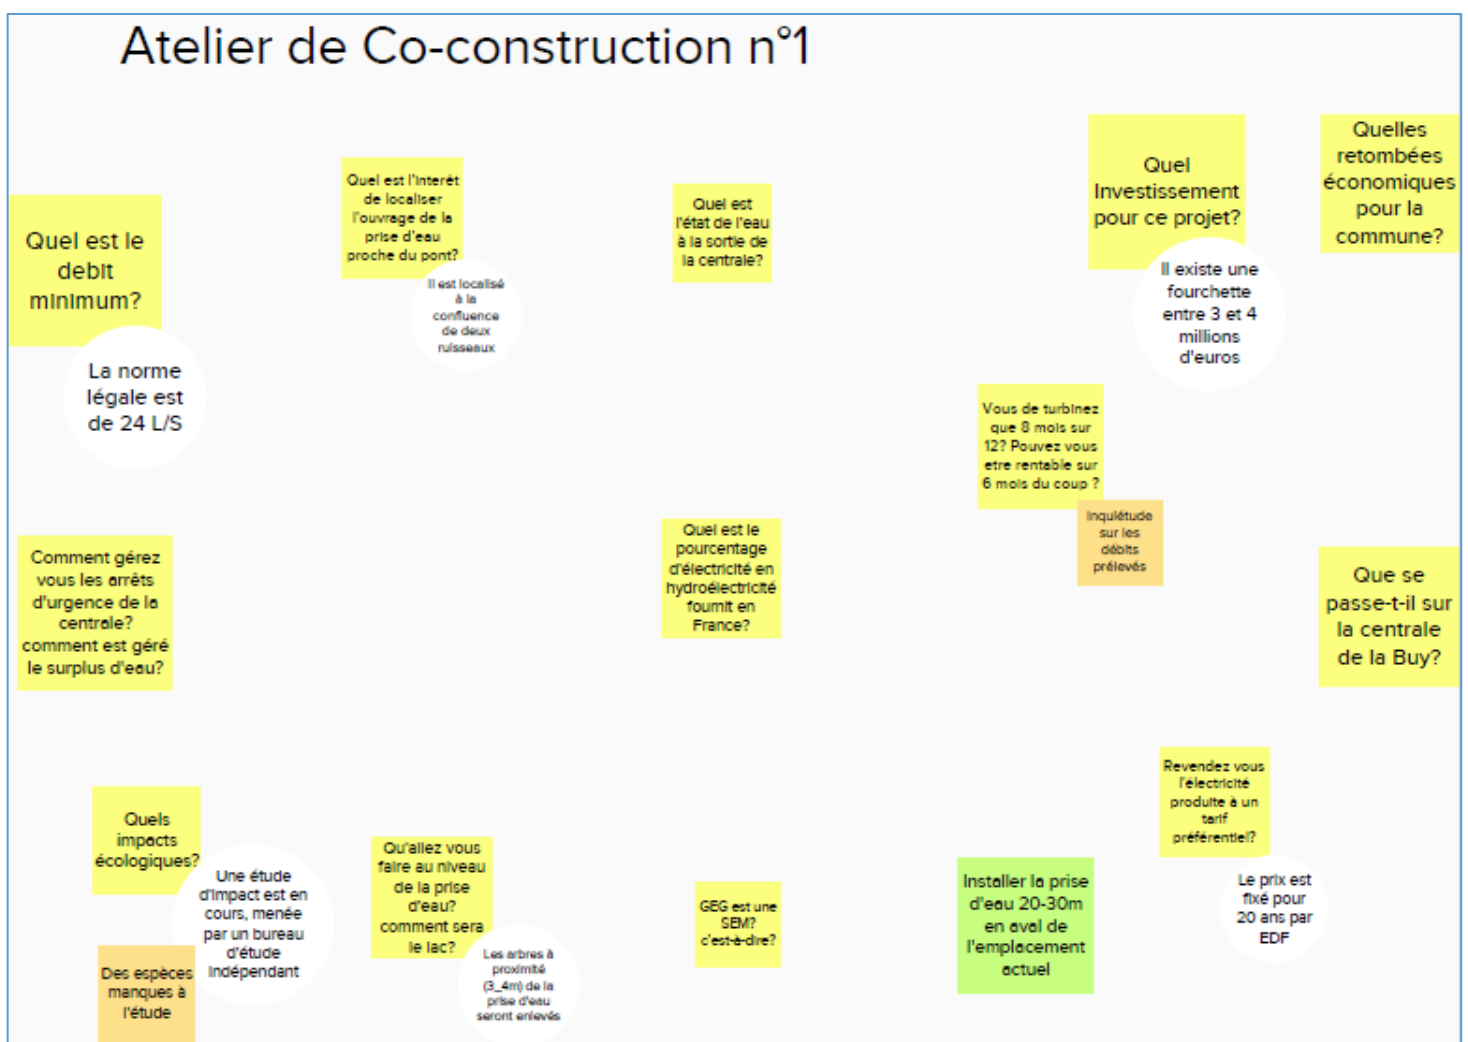 Atelier de Co-construction n°1
Quel est le
debit
minimum?
La norme
légale est
de 24 L/S
Quel est l'interêt
de localiser
l'ouvrage de la
prise d'eau
proche du pont?
Il est localisé
à la
confluence
de deux
ruisseaux
Quel est
l'état de l'eau
à la sortie de
la centrale?
Quel
Investissement
pour ce projet?
Il existe une
fourchette
entre 3 et 4
millions
d'euros
Quelles
retombées
économiques
pour la
commune?
Vous de turbinez
que 8 mois sur
12? Pouvez vous
etre rentable sur
6 mois du coup ?
Inquiétude
sur les
débits
prélevés
Comment gérez
vous les arrêts
d'urgence de la
centrale?
comment est géré
le surplus d'eau?
Quel est le
pourcentage
d'électricité en
hydroélectricité
fournit en
France?
Que se
passe-t-il sur
la centrale
de la Buy?
Quels
impacts
écologiques?
Une étude
d'impact est en
cours, menée
par un bureau
d'étude
indépendant
Des espèces
manques à
l'étude
Qu'allez vous
faire au niveau
de la prise
d'eau?
comment sera
le lac?
Les arbres à
proximité
(3_4m) de la
prise d'eau
seront enlevés
GEG est une
SEM?
c'est-à-dire?
Installer la prise
d'eau 20-30m
en aval de
l'emplacement
actuel
Revendez vous
l'électricité
produite à un
tarif
préférentiel?
Le prix est
fixé pour
20 ans par
EDF